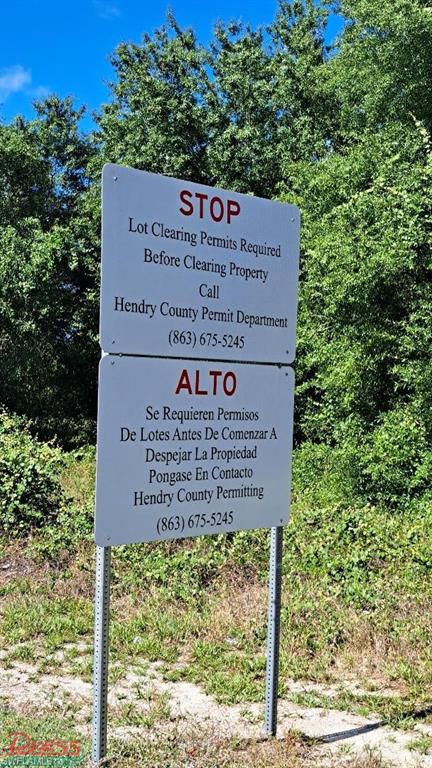 STOP
Lot Clearing Permits Required
Before Clearing Property
Call
Hendry County Permit Department
(863) 675-5245
ALTO
Se Requieren Permisos
De Lotes Antes De Comenzar A
Despejar La Propiedad
Pongase En Contacto
Hendry County Permitting
(863) 675-5245